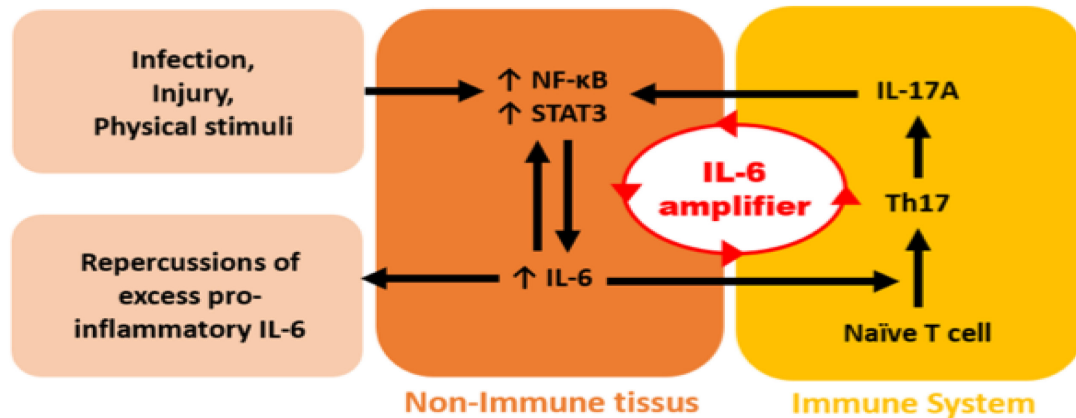 Infection,
Injury,
Physical stimuli
Repercussions of
excess pro-
inflammatory IL-6
↑ NF-κB
↑ STAT3
↑ IL-6
IL-6
amplifier
IL-17A
Th17
Naïve T cell
Non-Immune tissus
Immune System